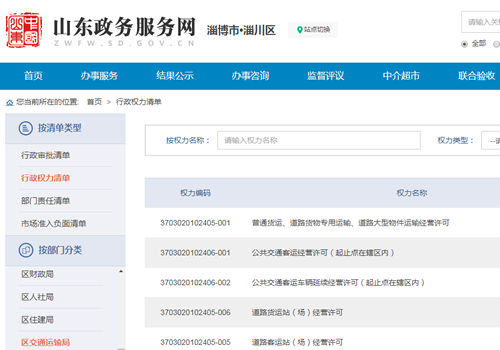 山东政务服务网
ZWFW.SD.GOV.CN
淄博市•淄川区
站点切换
请输入关
全部
首页 办事服务 结果公示 办事咨询 监督评议 中介超市 联合验收
您当前所在的位置: 首页 > 行政权力清单
按清单类型
行政审批清单
行政权力清单
部门责任清单
市场准入负面清单
按部门分类
区财政局
区人社局
区住建局
区交通运输局
按权力名称: 请输入权力名称 权力类型: --请
权力编码 权力名称
3703020102405-001 普通货运、道路货物专用运输、道路大型物件运输经营许可
3703020102406-001 公共交通客运经营许可(起止点在辖区内)
3703020102406-002 公共交通客运车辆延续经营许可(起止点在辖区内)
3703020102405-006 道路货运站(场)经营许可
3703020102405-005 道路客运站(场)经营许可